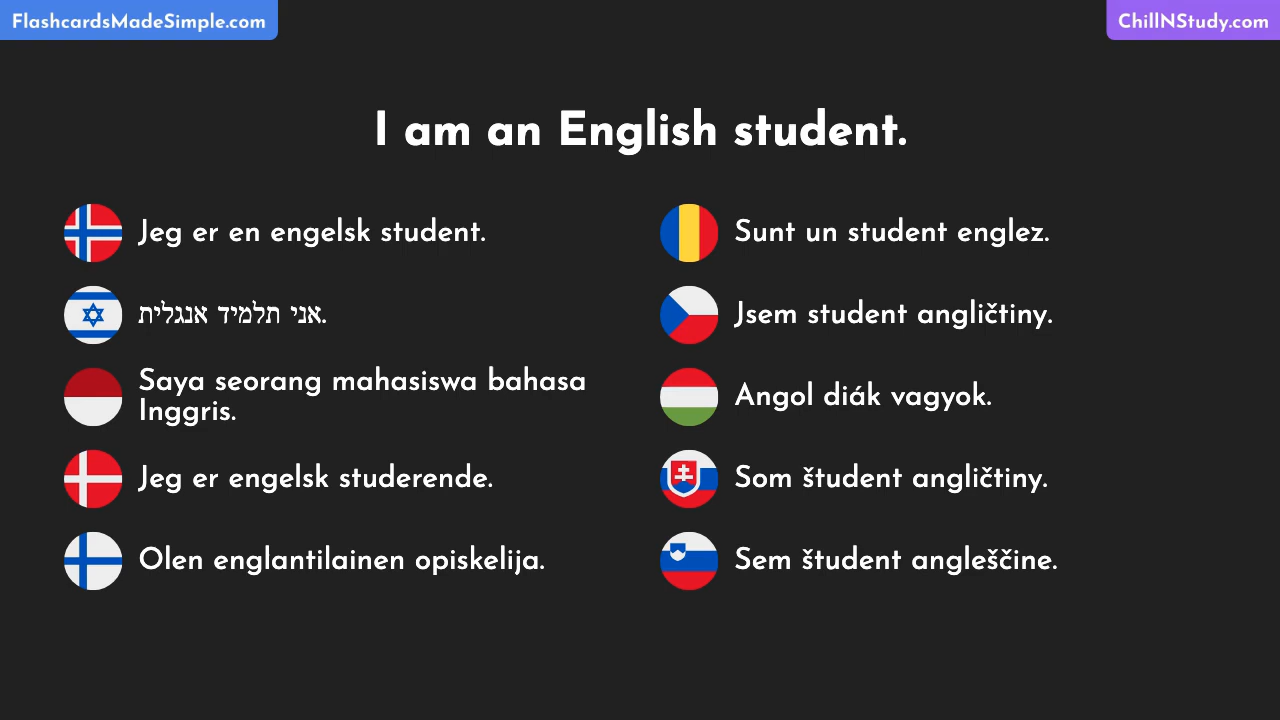 FlashcardsMadeSimple.com
ChillNStudy.com
I am an English student.
Jeg er en engelsk student.
אני תלמיד אנגלית.
Saya seorang mahasiswa bahasa
Inggris.
Jeg er engelsk studerende.
Olen englantilainen opiskelija.
Sunt un student englez.
Jsem student angličtiny.
Angol diák vagyok.
Som študent angličtiny.
Sem študent angleščine.